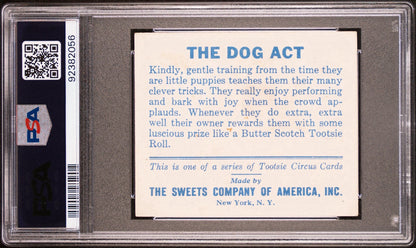 THE DOG ACT
Kindly, gentle training from the time they
are little puppies teaches them their many
clever tricks. They really enjoy performing
and bark with joy when the crowd ap-
plauds. Whenever they do extra, extra
well their owner rewards them with some
luscious prize like a Butter Scotch Tootsie
Roll.
This is one of a series of Tootsie Circus Cards
Made by
THE SWEETS COMPANY OF AMERICA, INC.
New York, N. Y.
92382056
PSA
PSA